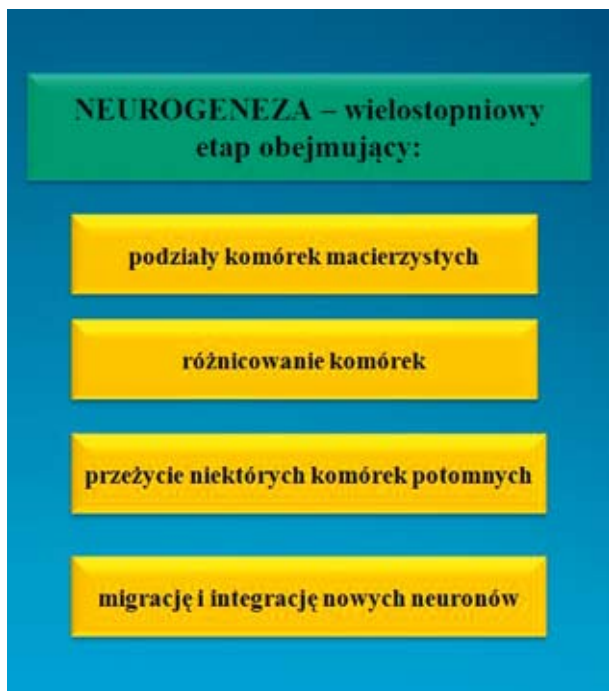 NEUROGENEZA – wielostopniowy
etap obejmujący:
podziały komórek macierzystych
różnicowanie komórek
przeżycie niektórych komórek potomnych
migrację i integrację nowych neuronów